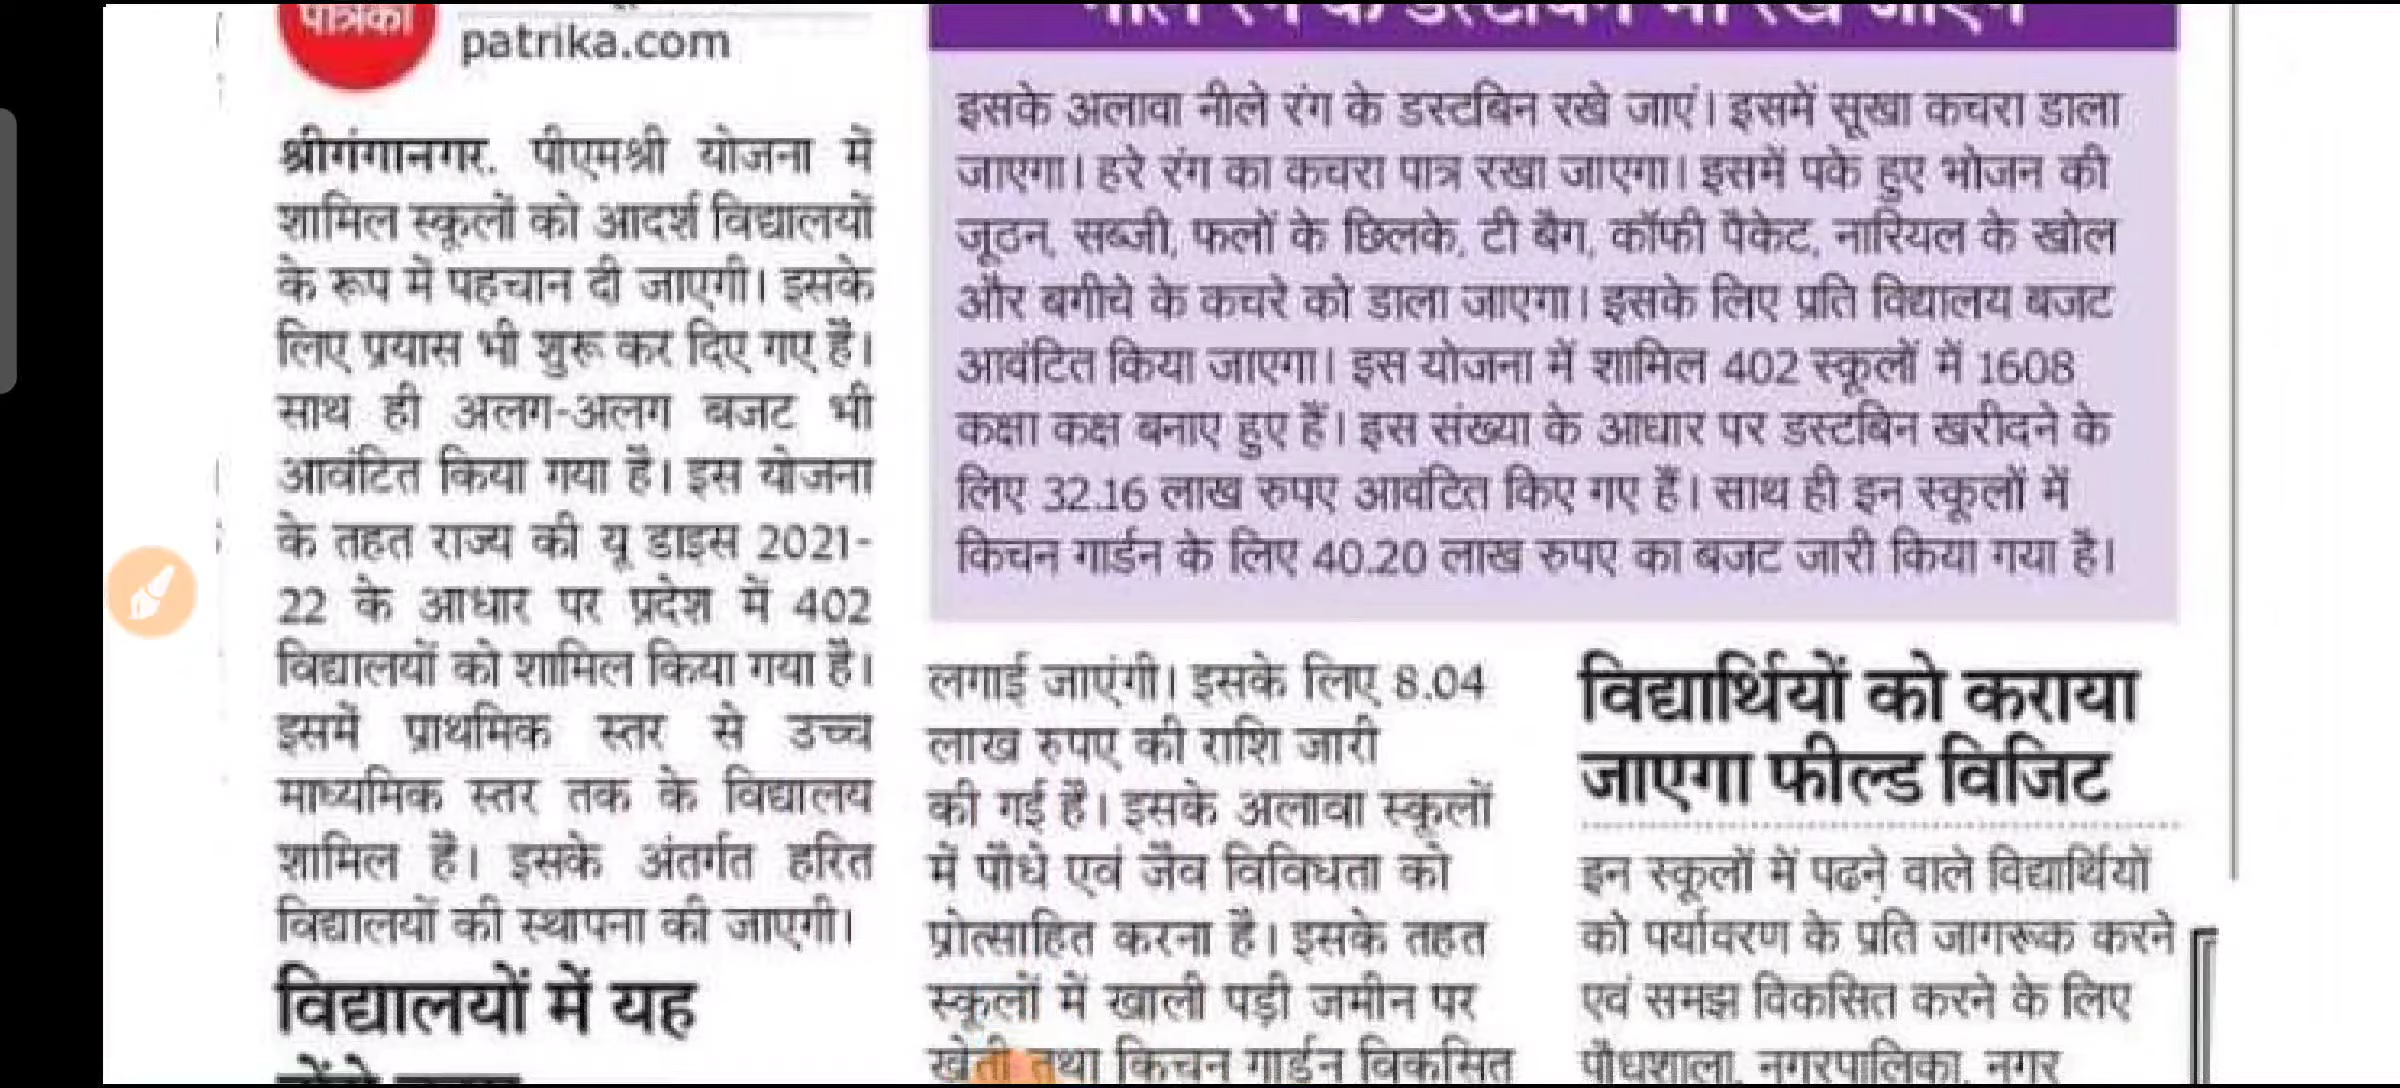 पत्रिका
patrika.com
श्रीगंगानगर. पीएमश्री योजना में
शामिल स्कूलों को आदर्श विद्यालयों
के रूप में पहचान दी जाएगी। इसके
लिए प्रयास भी शुरू कर दिए गए है।
साथ ही अलग-अलग बजट भी
आवंटित किया गया है। इस योजना
के तहत राज्य की यू डाइस 2021-
22 के आधार पर प्रदेश में 402
विद्यालयों को शामिल किया गया है।
इसमें प्राथमिक स्तर से उच्च
माध्यमिक स्तर तक के विद्यालय
शामिल है। इसके अंतर्गत हरित
विद्यालयों की स्थापना की जाएगी।
विद्यालयों में यह
नीले रंग के डस्टबिन भी रखे जाएंगे
इसके अलावा नीले रंग के डस्टबिन रखे जाएं। इसमें सूखा कचरा डाला
जाएगा। हरे रंग का कचरा पात्र रखा जाएगा। इसमें पके हुए भोजन की
जूठन, सब्जी, फलों के छिलके, टी बैग, कॉफी पैकेट, नारियल के खोल
और बगीचे के कचरे को डाला जाएगा। इसके लिए प्रति विद्यालय बजट
आवंटित किया जाएगा। इस योजना में शामिल 402 स्कूलों में 1608
कक्षा कक्ष बनाए हुए हैं। इस संख्या के आधार पर डस्टबिन खरीदने के
लिए 32.16 लाख रुपए आवंटित किए गए हैं। साथ ही इन स्कूलों में
किचन गार्डन के लिए 40.20 लाख रुपए का बजट जारी किया गया है।
लगाई जाएंगी। इसके लिए 8.04
लाख रुपए की राशि जारी
की गई है। इसके अलावा स्कूलों
में पौधे एवं जैव विविधता को
प्रोत्साहित करना है। इसके तहत
स्कूलों में खाली पड़ी जमीन पर
खेती तथा किचन गार्डन विकसित
विद्यार्थियों को कराया
जाएगा फील्ड विजिट
इन स्कूलों में पढऩे वाले विद्यार्थियों
को पर्यावरण के प्रति जागरूक करने
एवं समझ विकसित करने के लिए
पौधशाला, नगरपालिका, नगर